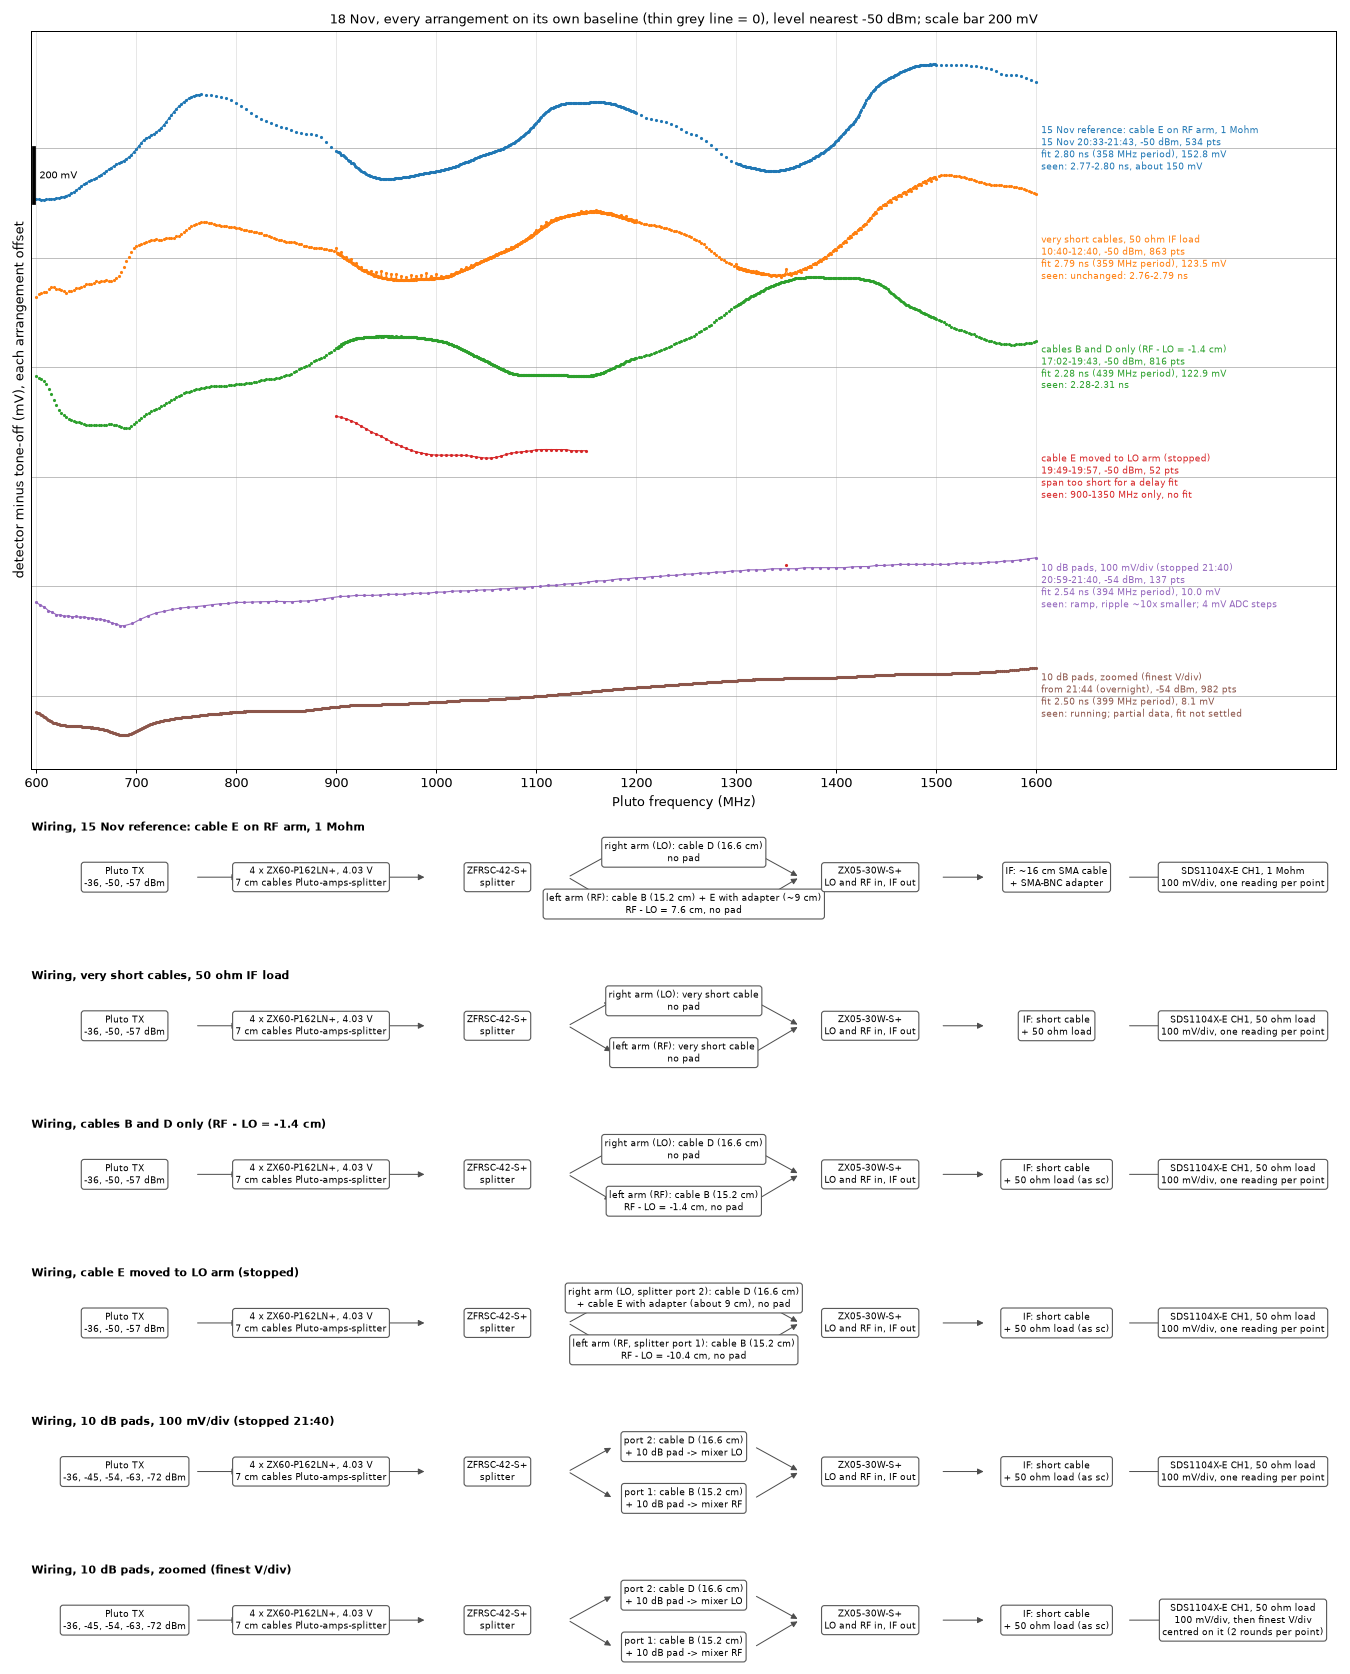 18 Nov, every arrangement on its own baseline (thin grey line = 0), level nearest -50 dBm; scale bar 200 mV
detector minus tone-off (mV), each arrangement offset
200 mV
15 Nov reference: cable E on RF arm, 1 Mohm
15 Nov 20:33-21:43, -50 dBm, 534 pts
fit 2.80 ns (358 MHz period), 152.8 mV
seen: 2.77-2.80 ns, about 150 mV
very short cables, 50 ohm IF load
10:40-12:40, -50 dBm, 863 pts
fit 2.79 ns (359 MHz period), 123.5 mV
seen: unchanged: 2.76-2.79 ns
cables B and D only (RF - LO = -1.4 cm)
17:02-19:43, -50 dBm, 816 pts
fit 2.28 ns (439 MHz period), 122.9 mV
seen: 2.28-2.31 ns
cable E moved to LO arm (stopped)
19:49-19:57, -50 dBm, 52 pts
span too short for a delay fit
seen: 900-1350 MHz only, no fit
10 dB pads, 100 mV/div (stopped 21:40)
20:59-21:40, -54 dBm, 137 pts
fit 2.54 ns (394 MHz period), 10.0 mV
seen: ramp, ripple ~10x smaller; 4 mV ADC steps
10 dB pads, zoomed (finest V/div)
from 21:44 (overnight), -54 dBm, 982 pts
fit 2.50 ns (399 MHz period), 8.1 mV
seen: running; partial data, fit not settled
600 700 800 900 1000 1100 1200 1300 1400 1500 1600
Pluto frequency (MHz)
Wiring, 15 Nov reference: cable E on RF arm, 1 Mohm
Pluto TX
-36, -50, -57 dBm
4 x ZX60-P162LN+, 4.03 V
7 cm cables Pluto-amps-splitter
ZFRSC-42-S+
splitter
right arm (LO): cable D (16.6 cm)
no pad
left arm (RF): cable B (15.2 cm) + E with adapter (~9 cm)
RF - LO = 7.6 cm, no pad
ZX05-30W-S+
LO and RF in, IF out
IF: ~16 cm SMA cable
+ SMA-BNC adapter
SDS1104X-E CH1, 1 Mohm
100 mV/div, one reading per point
Wiring, very short cables, 50 ohm IF load
Pluto TX
-36, -50, -57 dBm
4 x ZX60-P162LN+, 4.03 V
7 cm cables Pluto-amps-splitter
ZFRSC-42-S+
splitter
right arm (LO): very short cable
no pad
left arm (RF): very short cable
no pad
ZX05-30W-S+
LO and RF in, IF out
IF: short cable
+ 50 ohm load
SDS1104X-E CH1, 50 ohm load
100 mV/div, one reading per point
Wiring, cables B and D only (RF - LO = -1.4 cm)
Pluto TX
-36, -50, -57 dBm
4 x ZX60-P162LN+, 4.03 V
7 cm cables Pluto-amps-splitter
ZFRSC-42-S+
splitter
right arm (LO): cable D (16.6 cm)
no pad
left arm (RF): cable B (15.2 cm)
RF - LO = -1.4 cm, no pad
ZX05-30W-S+
LO and RF in, IF out
IF: short cable
+ 50 ohm load (as sc)
SDS1104X-E CH1, 50 ohm load
100 mV/div, one reading per point
Wiring, cable E moved to LO arm (stopped)
Pluto TX
-36, -50, -57 dBm
4 x ZX60-P162LN+, 4.03 V
7 cm cables Pluto-amps-splitter
ZFRSC-42-S+
splitter
right arm (LO, splitter port 2): cable D (16.6 cm)
+ cable E with adapter (about 9 cm), no pad
left arm (RF, splitter port 1): cable B (15.2 cm)
RF - LO = -10.4 cm, no pad
ZX05-30W-S+
LO and RF in, IF out
IF: short cable
+ 50 ohm load (as sc)
SDS1104X-E CH1, 50 ohm load
100 mV/div, one reading per point
Wiring, 10 dB pads, 100 mV/div (stopped 21:40)
Pluto TX
-36, -45, -54, -63, -72 dBm
4 x ZX60-P162LN+, 4.03 V
7 cm cables Pluto-amps-splitter
ZFRSC-42-S+
splitter
port 2: cable D (16.6 cm)
+ 10 dB pad -> mixer LO
port 1: cable B (15.2 cm)
+ 10 dB pad -> mixer RF
ZX05-30W-S+
LO and RF in, IF out
IF: short cable
+ 50 ohm load (as sc)
SDS1104X-E CH1, 50 ohm load
100 mV/div, one reading per point
Wiring, 10 dB pads, zoomed (finest V/div)
Pluto TX
-36, -45, -54, -63, -72 dBm
4 x ZX60-P162LN+, 4.03 V
7 cm cables Pluto-amps-splitter
ZFRSC-42-S+
splitter
port 2: cable D (16.6 cm)
+ 10 dB pad -> mixer LO
port 1: cable B (15.2 cm)
+ 10 dB pad -> mixer RF
ZX05-30W-S+
LO and RF in, IF out
IF: short cable
+ 50 ohm load (as sc)
SDS1104X-E CH1, 50 ohm load
100 mV/div, then finest V/div
centred on it (2 rounds per point)